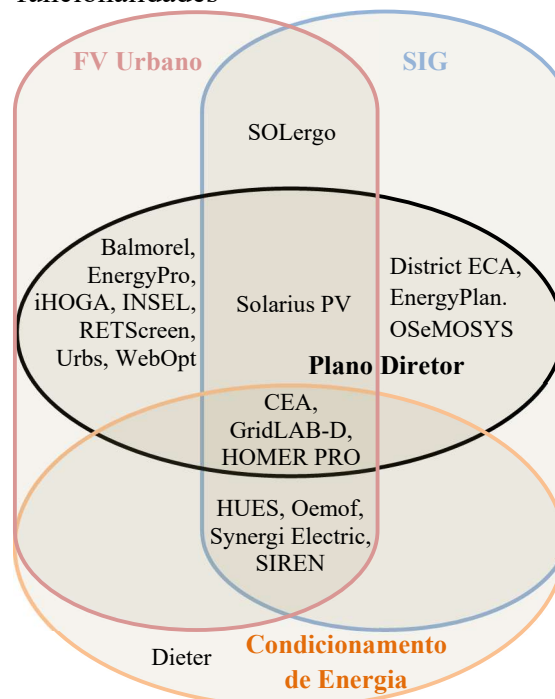 funcionalidades
FV Urbano
SIG
SOLergo
Balmorel,
EnergyPro,
iHOGA, INSEL,
RETScreen,
Urbs, WebOpt
Solarius PV
District ECA,
EnergyPlan.
OSeMOSYS
Plano Diretor
CEA,
GridLAB-D,
HOMER PRO
HUES, Oemof,
Synergi Electric,
SIREN
Dieter
Condicionamento
de Energia